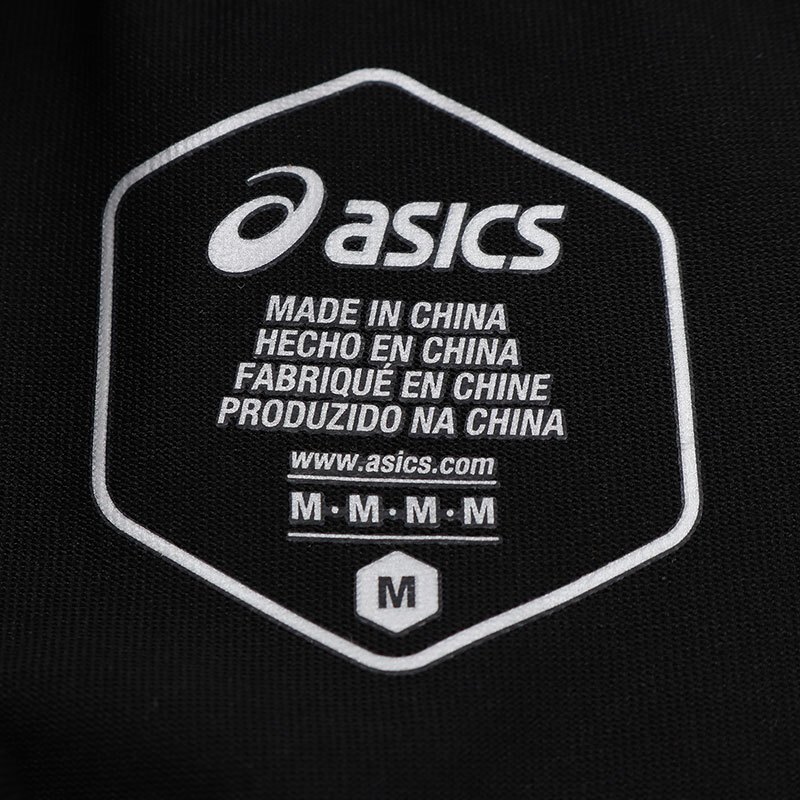 asics
MADE IN CHINA
HECHO EN CHINA
FABRIQUÉ EN CHINE
PRODUZIDO NA CHINA
www.asics.com
M·M·M·M
M